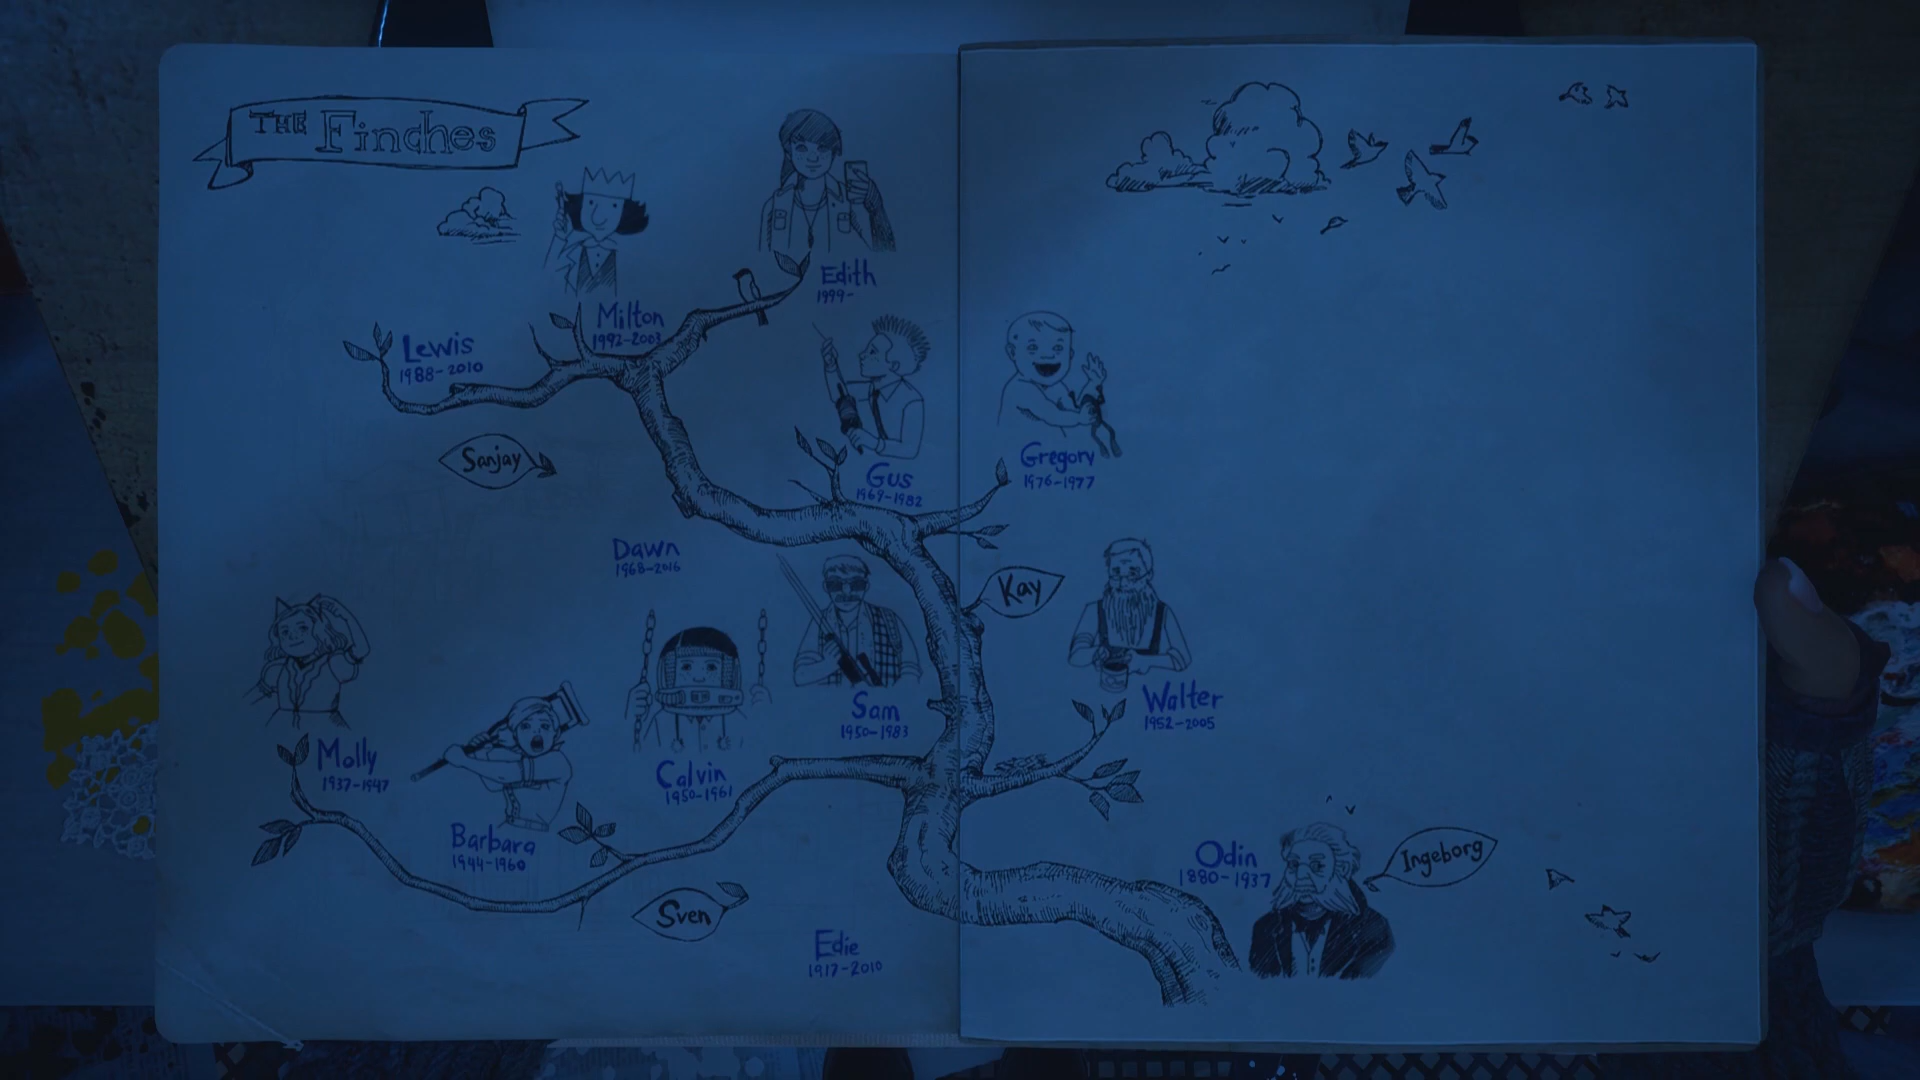 THE Finches
Edith
1999-
Milton
1992-2003
Lewis
1988-2010
Sanjay
Gus
1969-1982
Gregory
1976-1977
Dawn
1968-2016
Kay
Sam
1950-1983
Walter
1952-2005
Molly
1937-1947
Calvin
1950-1961
Barbara
1944-1960
Sven
Edie
1917-2010
Odin
1880-1937
Ingeborg